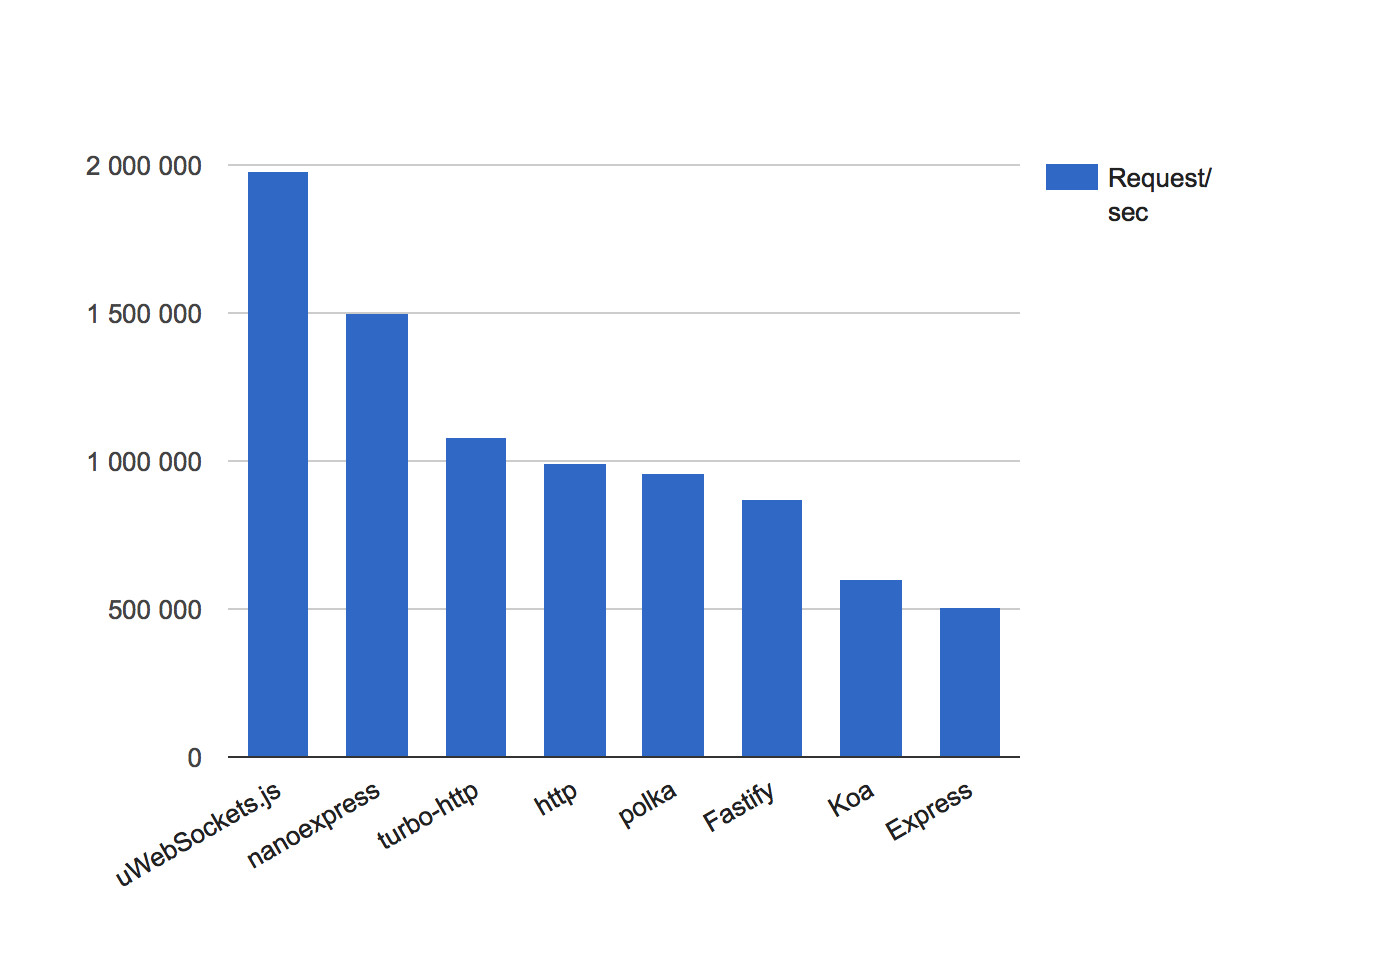 2 000 000
1 500 000
1 000 000
500 000
0
Request/
sec
uWebSockets.js
nanoexpress
turbo-http
http
polka
Fastify
Koa
Express